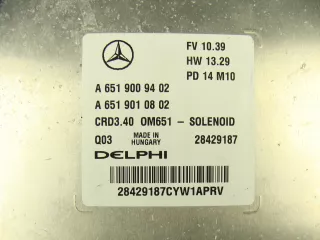 FV 10.39
HW 13.29
PD 14 M10
A 651 900 94 02
A 651 901 08 02
CRD3.40 OM651 - SOLENOID
Q03 MADE IN HUNGARY 28429187
DELPHI
28429187CYW1APRV